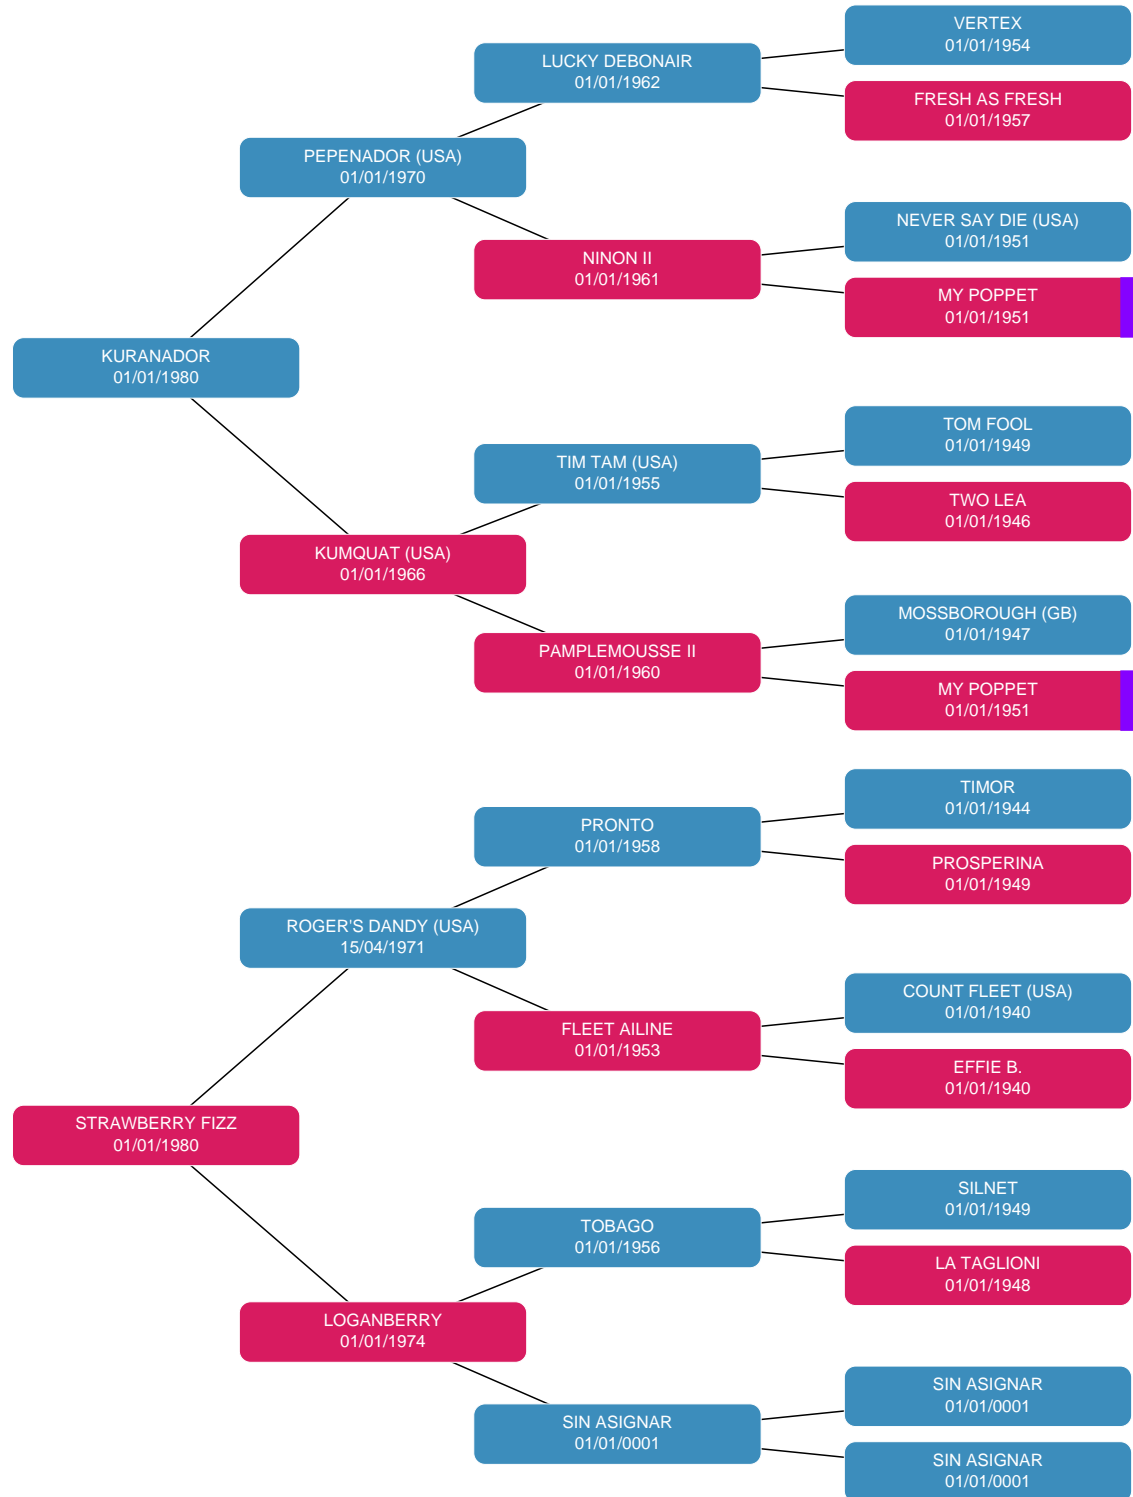 VERTEX
01/01/1954
LUCKY DEBONAIR
01/01/1962
FRESH AS FRESH
01/01/1957
PEPENADOR (USA)
01/01/1970
NEVER SAY DIE (USA)
01/01/1951
NINON II
01/01/1961
MY POPPET
01/01/1951
KURANADOR
01/01/1980
TOM FOOL
01/01/1949
TIM TAM (USA)
01/01/1955
TWO LEA
01/01/1946
KUMQUAT (USA)
01/01/1966
MOSSBOROUGH (GB)
01/01/1947
PAMPLEMOUSSE II
01/01/1960
MY POPPET
01/01/1951
TIMOR
01/01/1944
PRONTO
01/01/1958
PROSPERINA
01/01/1949
ROGER'S DANDY (USA)
15/04/1971
COUNT FLEET (USA)
01/01/1940
FLEET AILINE
01/01/1953
EFFIE B.
01/01/1940
STRAWBERRY FIZZ
01/01/1980
SILNET
01/01/1949
TOBAGO
01/01/1956
LA TAGLIONI
01/01/1948
LOGANBERRY
01/01/1974
SIN ASIGNAR
01/01/0001
SIN ASIGNAR
01/01/0001
SIN ASIGNAR
01/01/0001